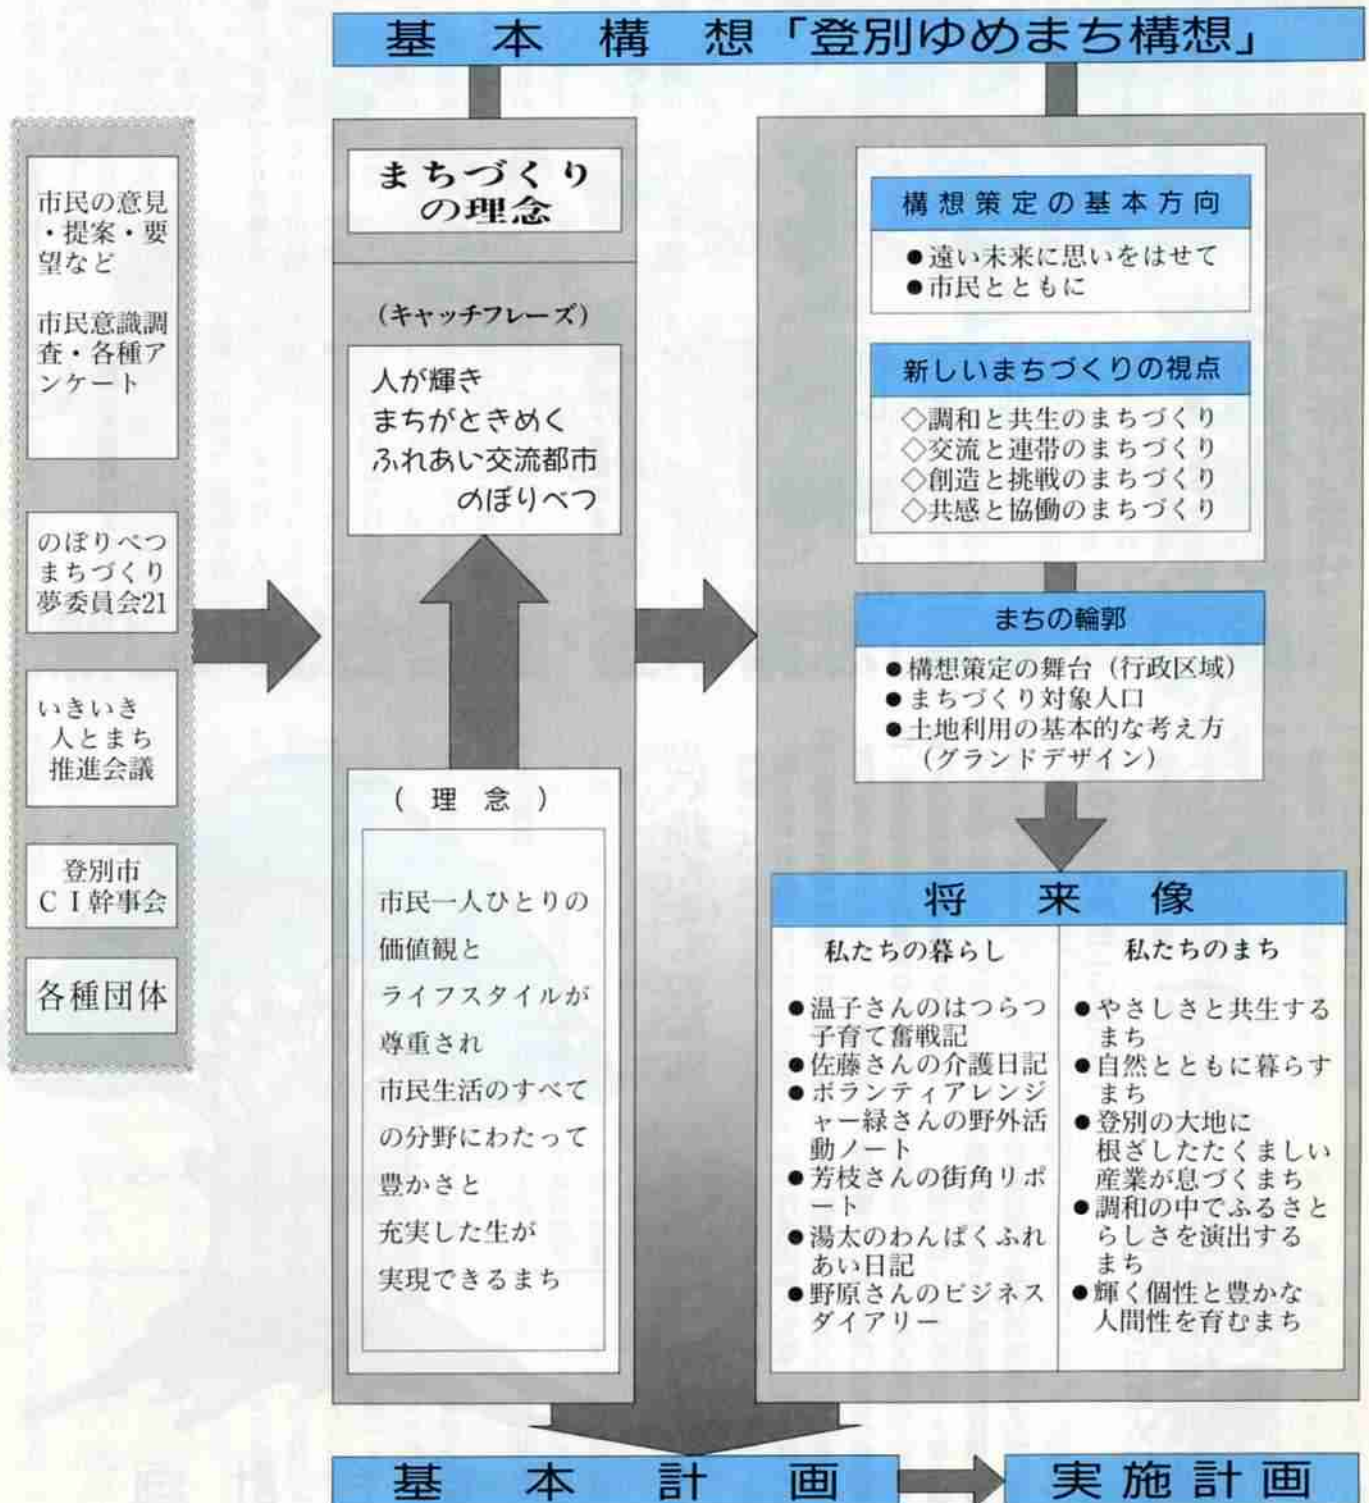 基本構想「登別ゆめまち構想」
市民の意見
・提案・要
望など
市民意識調
査・各種ア
ンケート
のぼりべつ
まちづくり
夢委員会21
いきいき
人とまち
推進会議
登別市
CI幹事会
各種団体
まちづくり
の理念
(キャッチフレーズ)
人が輝き
まちがときめく
ふれあい交流都市
のぼりべつ
(理念)
市民一人ひとりの
価値観と
ライフスタイルが
尊重され
市民生活のすべて
の分野にわたって
豊かさと
充実した生が
実現できるまち
構想策定の基本方向
●遠い未来に思いをはせて
●市民とともに
新しいまちづくりの視点
◇調和と共生のまちづくり
◇交流と連帯のまちづくり
◇創造と挑戦のまちづくり
◇共感と協働のまちづくり
まちの輪郭
●構想策定の舞台(行政区域)
●まちづくり対象人口
●土地利用の基本的な考え方
(グランドデザイン)
将来像
私たちの暮らし
●温子さんのはつらつ
子育て奮戦記
●佐藤さんの介護日記
●ボランティアレンジ
ャー緑さんの野外活
動ノート
●芳枝さんの街角リポ
ート
●湯太のわんぱくふれ
あい日記
●野原さんのビジネス
ダイアリー
私たちのまち
●やさしさと共生する
まち
●自然とともに暮らす
まち
●登別の大地に
根ざしたたくましい
産業が息づくまち
●調和の中でふるさと
らしさを演出する
まち
●輝く個性と豊かな
人間性を育むまち
基本計画
実施計画